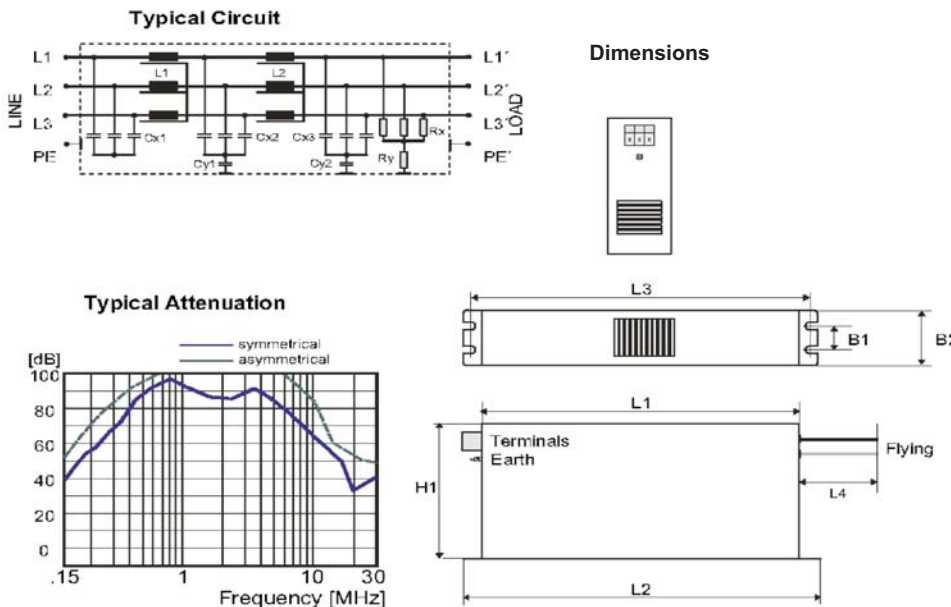 Typical Circuit
L1
L2
L3
PE
LINE
L1
L2
Cx1
Cx2
Cx3
Rx
Cy1
Cy2
Ry
L1´
L2´
L3´
PE´
LOAD
Dimensions
Typical Attenuation
symmetrical
asymmetrical
[dB]
100
80
60
40
20
0
.15 1 10 30
Frequency [MHz]
L3
B1
B2
L1
Terminals
Earth
Flying
H1
L4
L2